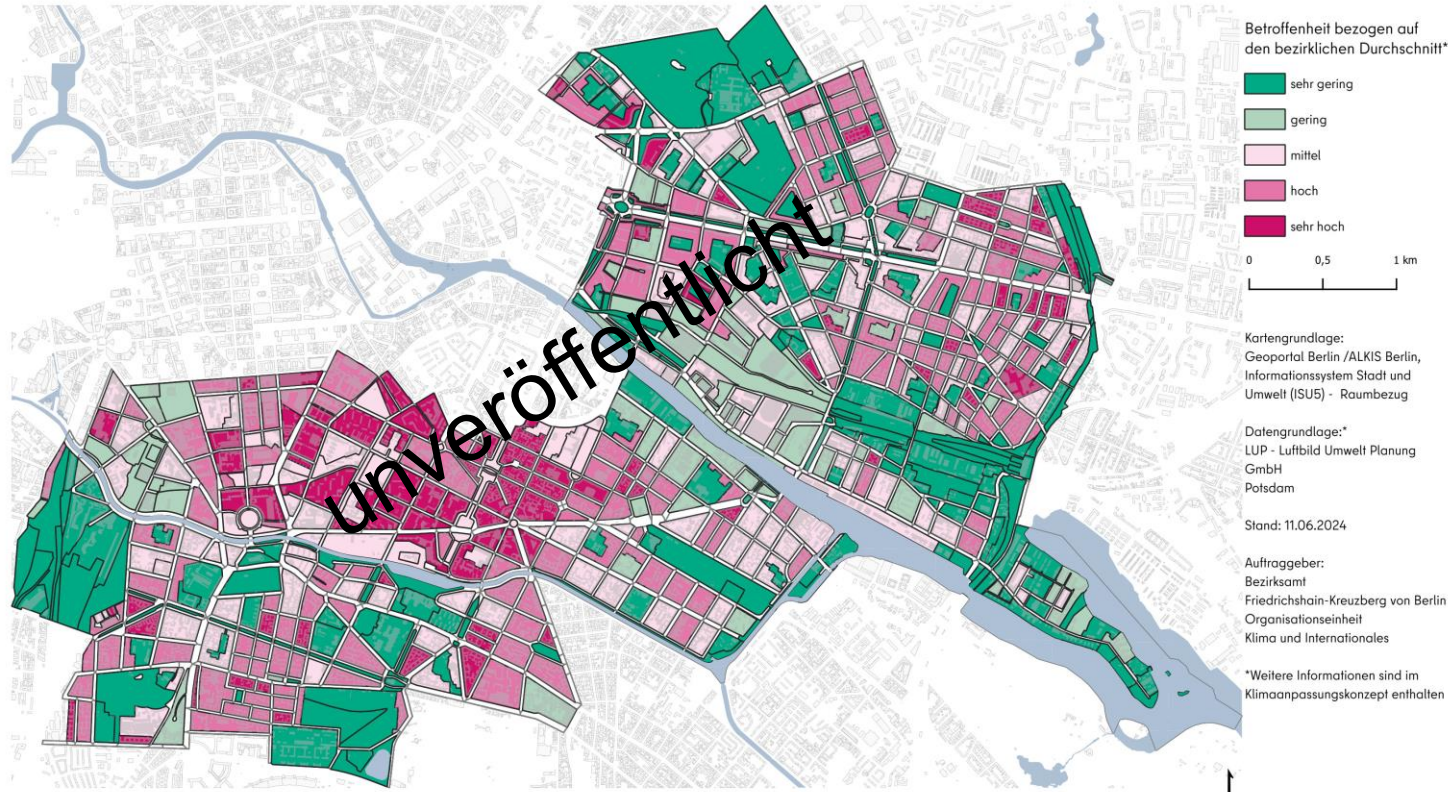 Betroffenheit bezogen auf
den bezirklichen Durchschnitt*
sehr gering
gering
mittel
hoch
sehr hoch
0 0,5 1 km
Kartengrundlage:
Geoportal Berlin /ALKIS Berlin,
Informationssystem Stadt und
Umwelt (ISU5) - Raumbezug
Datengrundlage:*
LUP - Luftbild Umwelt Planung
GmbH
Potsdam
Stand: 11.06.2024
Auftraggeber:
Bezirksamt
Friedrichshain-Kreuzberg von Berlin
Organisationseinheit
Klima und Internationales
*Weitere Informationen sind im
Klimaanpassungskonzept enthalten
unveröffentlicht